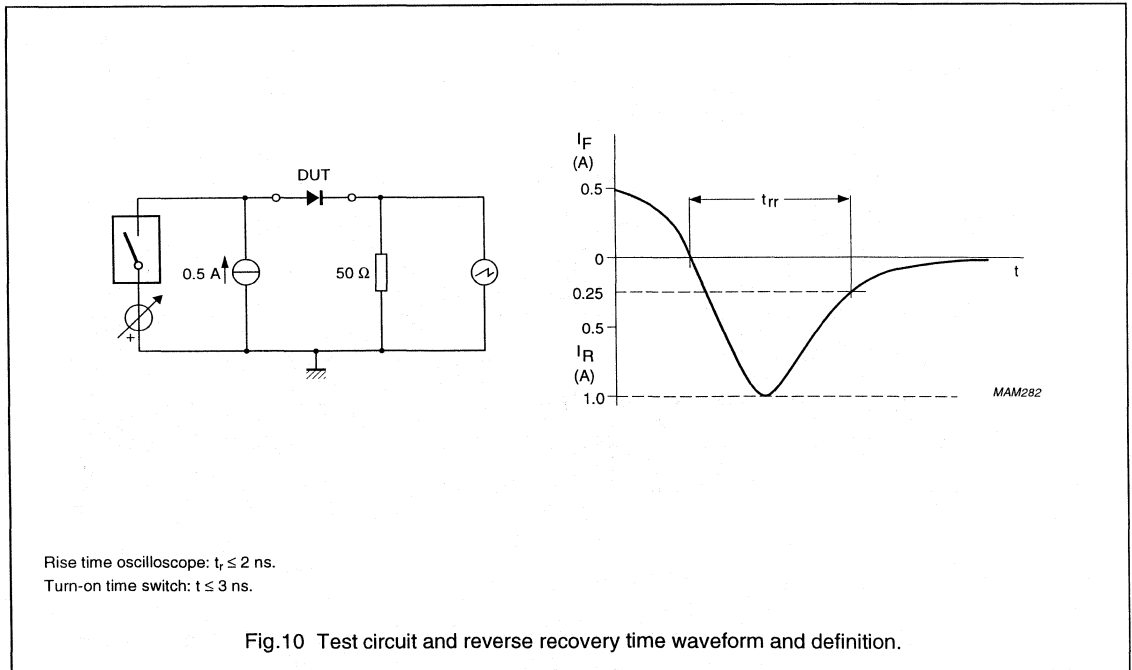 DUT
0.5 A
50 Ω
+
I_F
(A)
0.5
0
0.25
0.5
I_R
(A)
1.0
t_rr
t
MAM282
Rise time oscilloscope: t_r ≤ 2 ns.
Turn-on time switch: t ≤ 3 ns.
Fig.10 Test circuit and reverse recovery time waveform and definition.